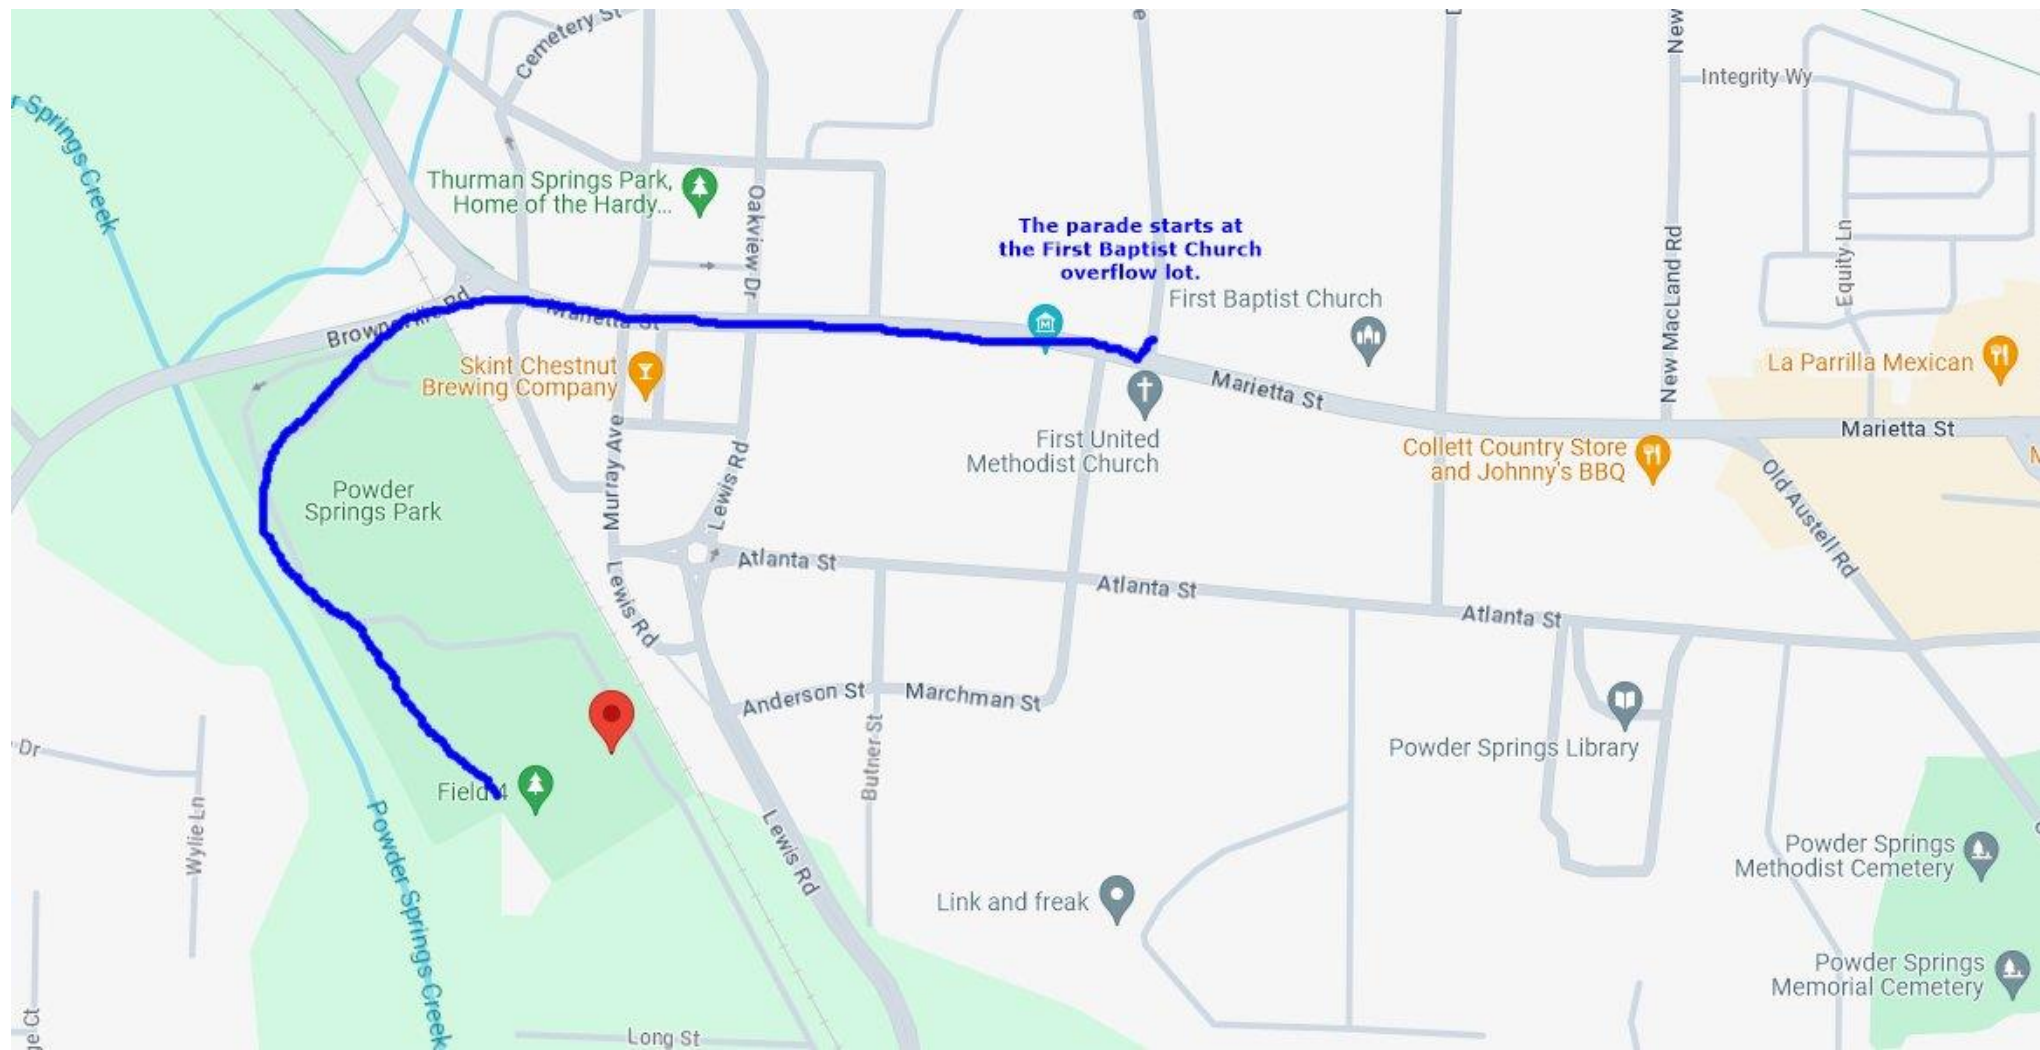 Cemetery St
Integrity Wy
New
r Springs Creek
Thurman Springs Park,
Home of the Hardy...
Oakview Dr
The parade starts at
the First Baptist Church
overflow lot.
First Baptist Church
New MacLand Rd
Equity Ln
Brownsville Rd
Marietta St
Skint Chestnut
Brewing Company
La Parrilla Mexican
Marietta St
Marietta St
First United
Methodist Church
Collett Country Store
and Johnny's BBQ
Murray Ave
Lewis Rd
Old Austell Rd
Powder
Springs Park
Atlanta St
Atlanta St
Atlanta St
Lewis Rd
Anderson St
Marchman St
Butner St
Powder Springs Library
Dr
Wylie Ln
Field 4
Powder Springs Creek
Lewis Rd
Link and freak
Powder Springs
Methodist Cemetery
Powder Springs
Memorial Cemetery
ge Ct
Long St